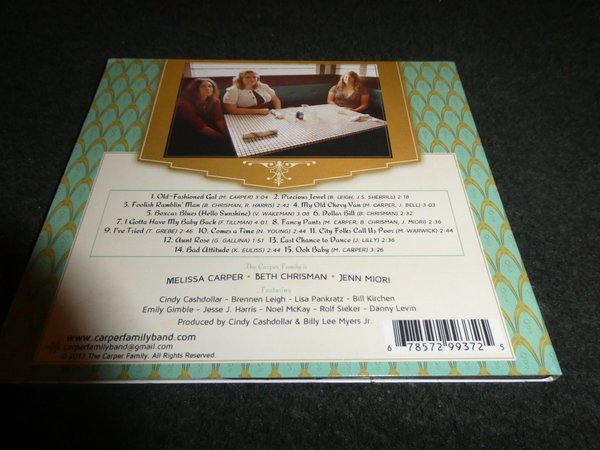 1. Old-Fashioned Gal (M. CARPER) 3:04 2. Precious Jewel (B. LEIGH, J.S. SHERRILL) 2:18
3. Foolish Ramblin' Man (B. CHRISMAN, R. HARRIS) 2:42 4. My Old Chevy Van (M. CARPER, J. BELL) 3:03
5. Boxcar Blues (Hello Sunshine) (V. WAKEMAN) 3:08 6. Dollar Bill (B. CHRISMAN) 2:32
7. I Gotta Have My Baby Back (F. TILLMAN) 4:01 8. Fancy Pants (M. CARPER, B. CHRISMAN, J. MIORI) 2:36
9. I've Tried (T. GREBE) 2:46 10. Comes a Time (N. YOUNG) 2:44 11. City Folks Call Us Poor (M. WARWICK) 2:44
12. Aunt Rose (G. GALLINA) 1:51 13. Last Chance to Dance (J. LILLY) 2:36
14. Bad Attitude (K. EULISS) 2:44 15. Ooh Baby (M. CARPER) 3:26
The Carper Family is
MELISSA CARPER • BETH CHRISMAN • JENN MIORI
Featuring
Cindy Cashdollar - Brennen Leigh - Lisa Pankratz - Bill Kirchen
Emily Gimble - Jesse J. Harris - Noel McKay - Rolf Sieker - Danny Levin
Produced by Cindy Cashdollar & Billy Lee Myers Jr.
www.carperfamilyband.com
carperfamilyband@gmail.com
© 2013 The Carper Family. All Rights Reserved.
6 78572 99372 5